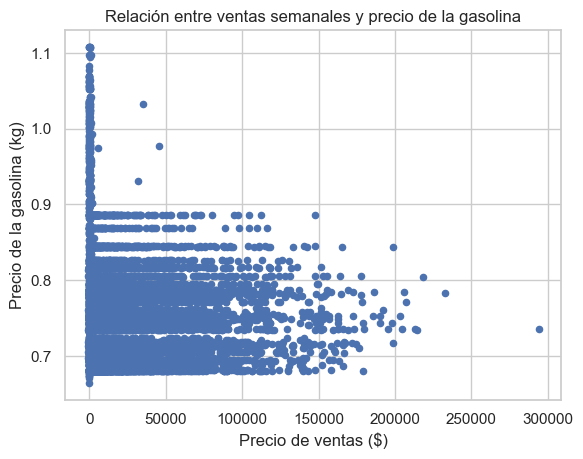 Relación entre ventas semanales y precio de la gasolina
Precio de la gasolina (kg)
1.1
1.0
0.9
0.8
0.7
0 50000 100000 150000 200000 250000 300000
Precio de ventas ($)